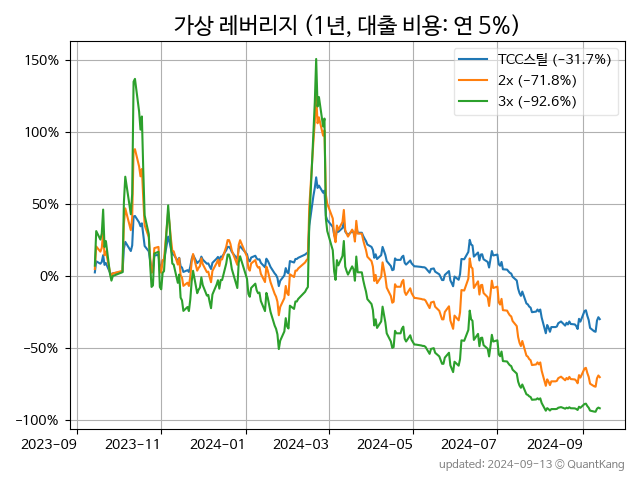 가상 레버리지 (1년, 대출 비용: 연 5%)
TCC스틸 (−31.7%)
2x (−71.8%)
3x (−92.6%)
150%
100%
50%
0%
−50%
−100%
2023-09 2023-11 2024-01 2024-03 2024-05 2024-07 2024-09
updated: 2024-09-13 © QuantKang